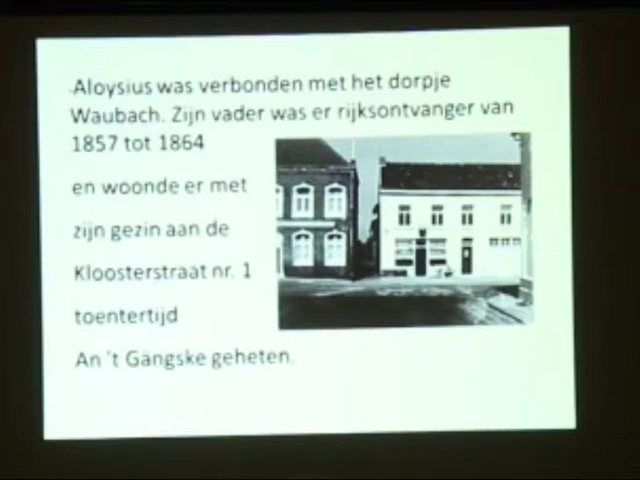 Aloysius was verbonden met het dorpje
Waubach. Zijn vader was er rijksontvanger van
1857 tot 1864
en woonde er met
zijn gezin aan de
Kloosterstraat nr. 1
toentertijd
An 't Gängske geheten.